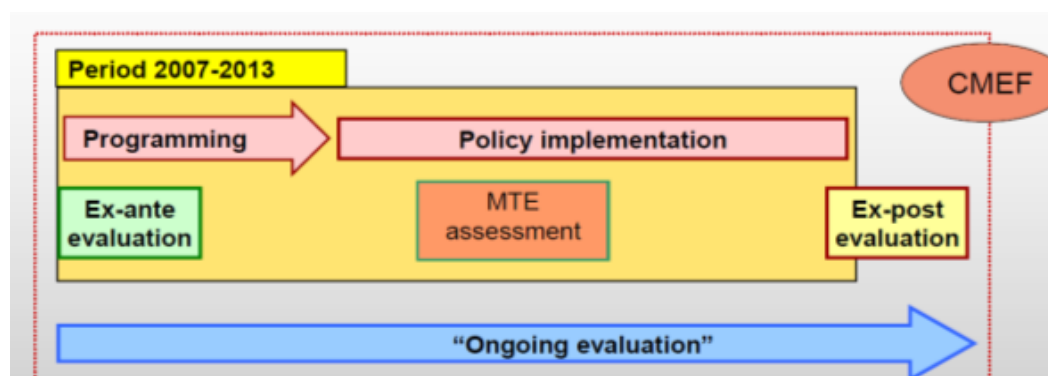 Period 2007-2013
CMEF
Programming
Policy implementation
Ex-ante
evaluation
MTE
assessment
Ex-post
evaluation
“Ongoing evaluation”